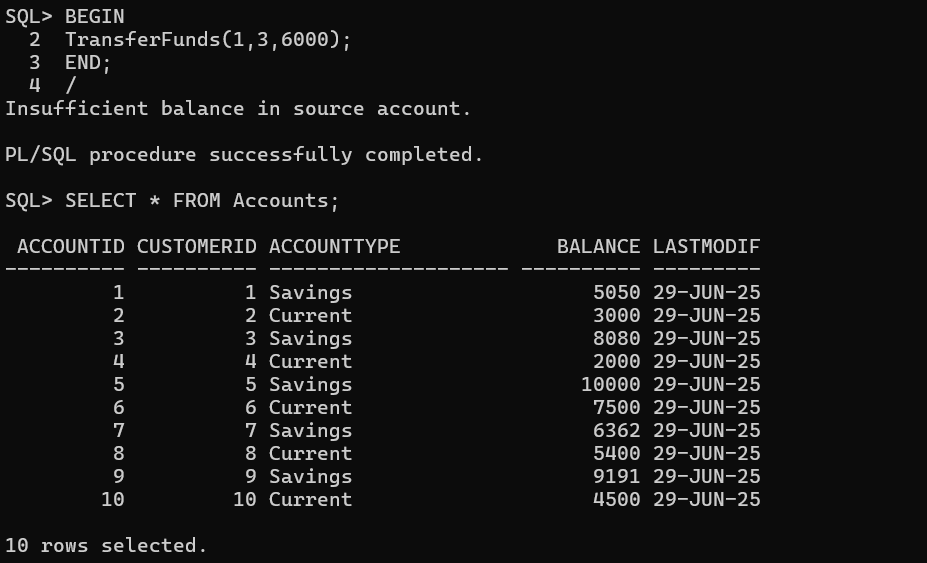 SQL> BEGIN
  2  TransferFunds(1,3,6000);
  3  END;
  4  /
Insufficient balance in source account.

PL/SQL procedure successfully completed.

SQL> SELECT * FROM Accounts;

 ACCOUNTID CUSTOMERID ACCOUNTTYPE             BALANCE LASTMODIF
---------- ---------- -------------------- ---------- ---------
         1          1 Savings                    5050 29-JUN-25
         2          2 Current                    3000 29-JUN-25
         3          3 Savings                    8080 29-JUN-25
         4          4 Current                    2000 29-JUN-25
         5          5 Savings                   10000 29-JUN-25
         6          6 Current                    7500 29-JUN-25
         7          7 Savings                    6362 29-JUN-25
         8          8 Current                    5400 29-JUN-25
         9          9 Savings                    9191 29-JUN-25
        10         10 Current                    4500 29-JUN-25

10 rows selected.